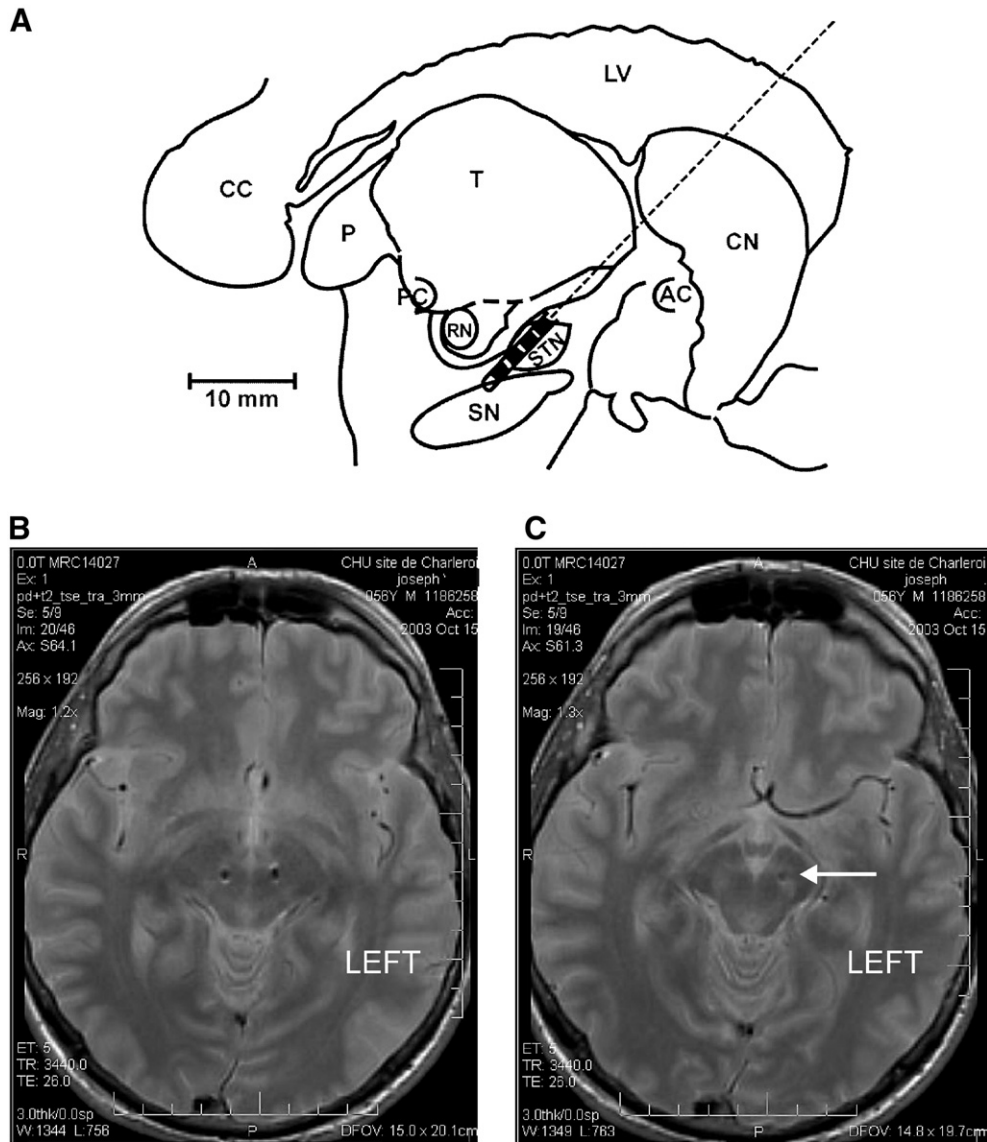 A
LV
CC
T
P
CN
PC
AC
RN
STN
10 mm
SN
B
0.0T MRC14027
Ex: 1
pd+t2_tse_tra_3mm
Se: 5/9
Im: 20/46
Ax: S64.1
256 x 192
Mag: 1.2x
A
CHU site de Charleroi
joseph
056Y M 1186258
Acc:
2003 Oct 15
R
L
LEFT
ET: 5
TR: 3440.0
TE: 26.0
3.0thk/0.0sp
W:1344 L:756
P
DFOV: 15.0 x 20.1cm
C
0.0T MRC14027
Ex: 1
pd+t2_tse_tra_3mm
Se: 5/9
Im: 19/46
Ax: S61.3
256 x 192
Mag: 1.3x
A
CHU site de Charleroi
joseph
056Y M 1186258
Acc:
2003 Oct 15
R
L
LEFT
ET: 5
TR: 3440.0
TE: 26.0
3.0thk/0.0sp
W:1349 L:763
P
DFOV: 14.8 x 19.7cm